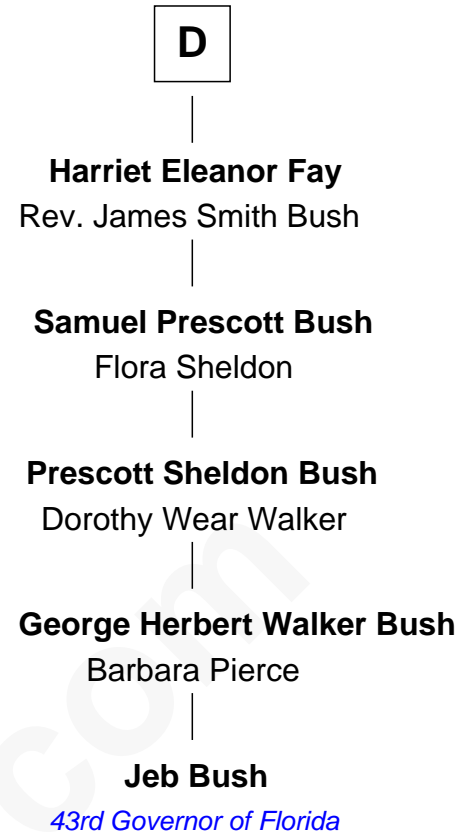 D
Harriet Eleanor Fay
Rev. James Smith Bush
Samuel Prescott Bush
Flora Sheldon
Prescott Sheldon Bush
Dorothy Wear Walker
George Herbert Walker Bush
Barbara Pierce
Jeb Bush
43rd Governor of Florida
com